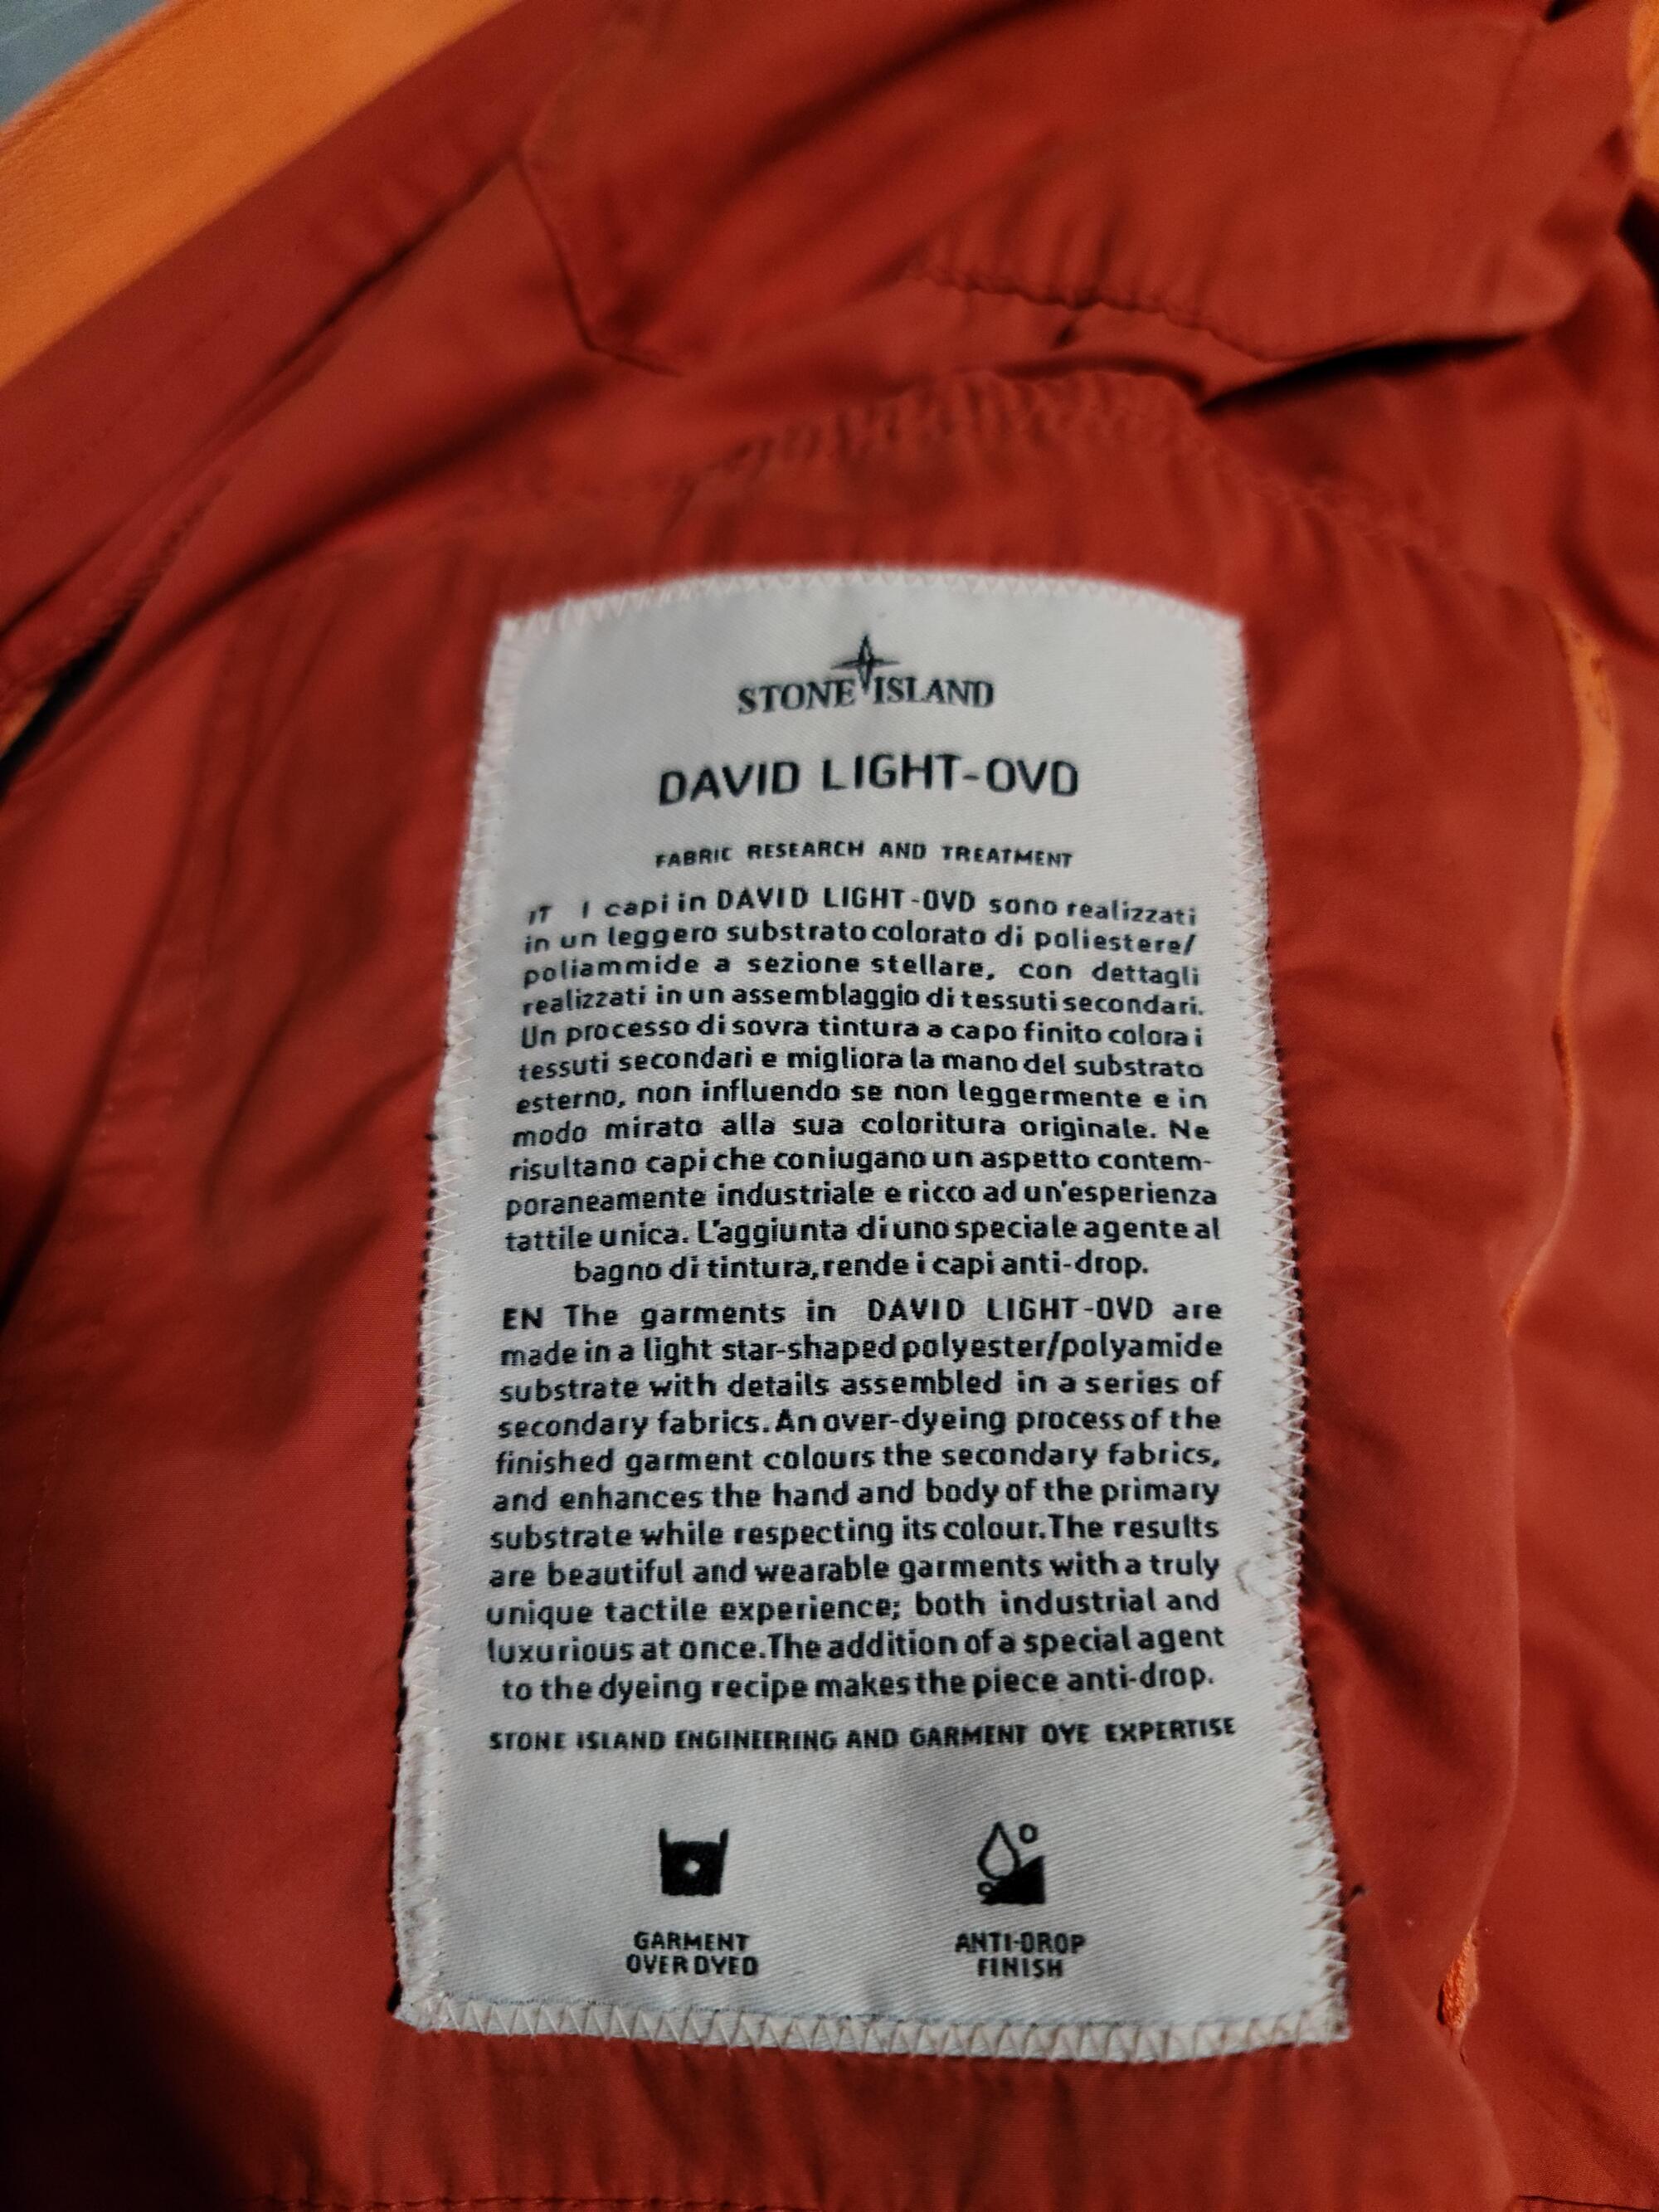 STONE ISLAND
DAVID LIGHT-OVD
FABRIC RESEARCH AND TREATMENT
IT I capi in DAVID LIGHT-OVD sono realizzati
in un leggero substrato colorato di poliestere/
poliammide a sezione stellare, con dettagli
realizzati in un assemblaggio di tessuti secondari.
Un processo di sovra tintura a capo finito colora i
tessuti secondari e migliora la mano del substrato
esterno, non influendo se non leggermente e in
modo mirato alla sua coloritura originale. Ne
risultano capi che coniugano un aspetto contem-
poraneamente industriale e ricco ad un'esperienza
tattile unica. L'aggiunta di uno speciale agente al
bagno di tintura, rende i capi anti-drop.
EN The garments in DAVID LIGHT-OVD are
made in a light star-shaped polyester/polyamide
substrate with details assembled in a series of
secondary fabrics. An over-dyeing process of the
finished garment colours the secondary fabrics,
and enhances the hand and body of the primary
substrate while respecting its colour. The results
are beautiful and wearable garments with a truly
unique tactile experience; both industrial and
luxurious at once. The addition of a special agent
to the dyeing recipe makes the piece anti-drop.
STONE ISLAND ENGINEERING AND GARMENT DYE EXPERTISE
GARMENT
OVER DYED
ANTI-DROP
FINISH